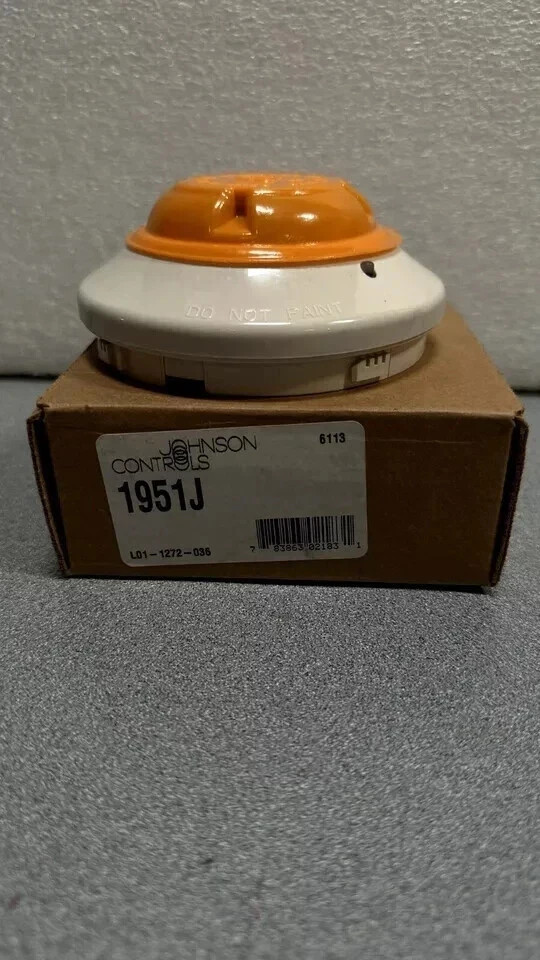 DO NOT PAINT
JOHNSON
CONTROLS
6113
1951J
L01-1272-036
7 83863 02183 1